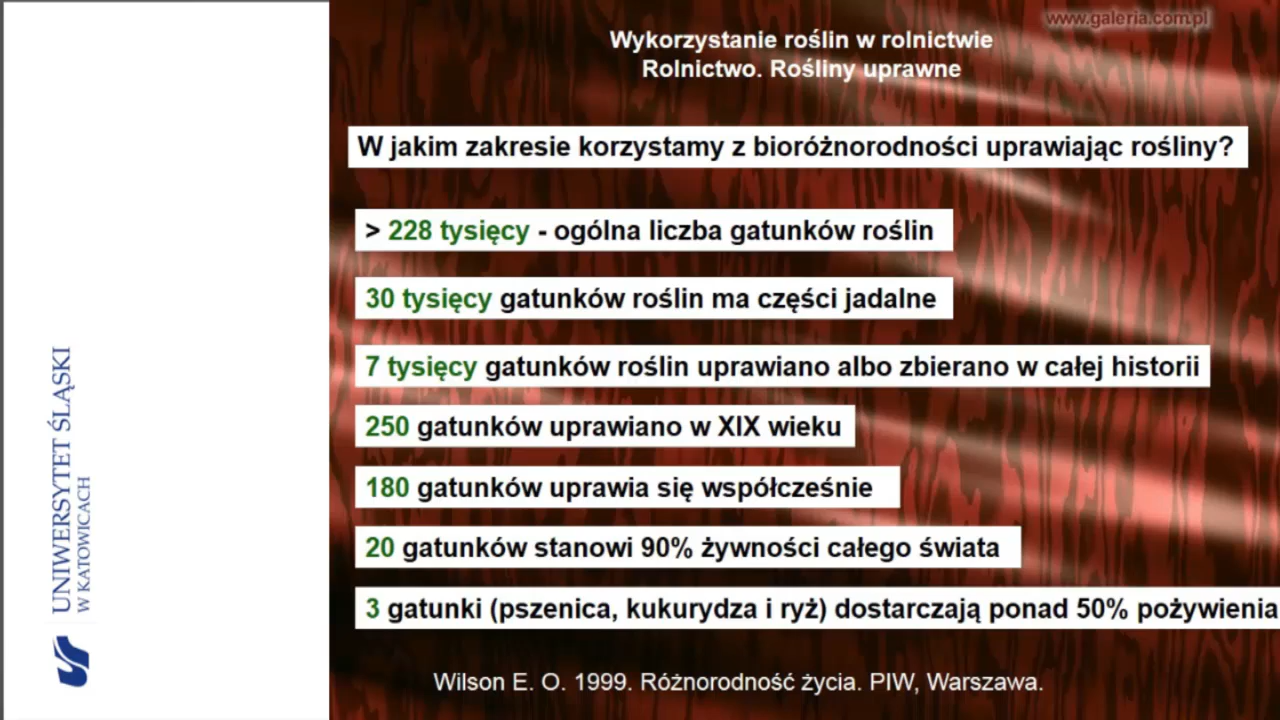 www.galeria.com.pl
Wykorzystanie roślin w rolnictwie
Rolnictwo. Rośliny uprawne
W jakim zakresie korzystamy z bioróżnorodności uprawiając rośliny?
> 228 tysięcy - ogólna liczba gatunków roślin
30 tysięcy gatunków roślin ma części jadalne
7 tysięcy gatunków roślin uprawiano albo zbierano w całej historii
250 gatunków uprawiano w XIX wieku
180 gatunków uprawia się współcześnie
20 gatunków stanowi 90% żywności całego świata
3 gatunki (pszenica, kukurydza i ryż) dostarczają ponad 50% pożywienia
Wilson E. O. 1999. Różnorodność życia. PIW, Warszawa.
UNIWERSYTET ŚLĄSKI
W KATOWICACH